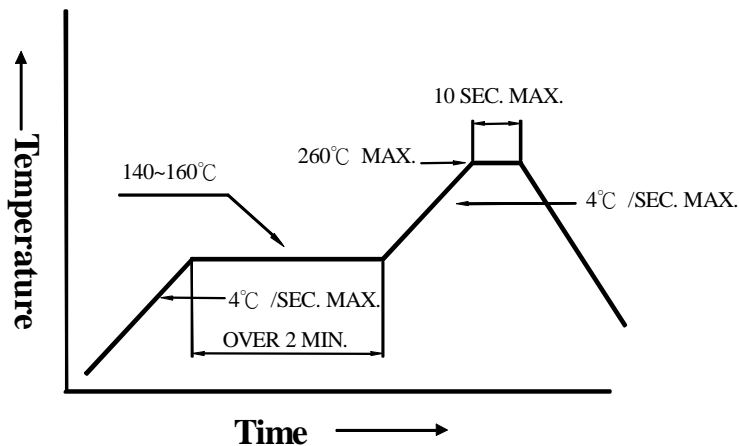 10 SEC. MAX.
260℃ MAX.
140~160℃
4℃ /SEC. MAX.
4℃ /SEC. MAX.
OVER 2 MIN.
Temperature
Time